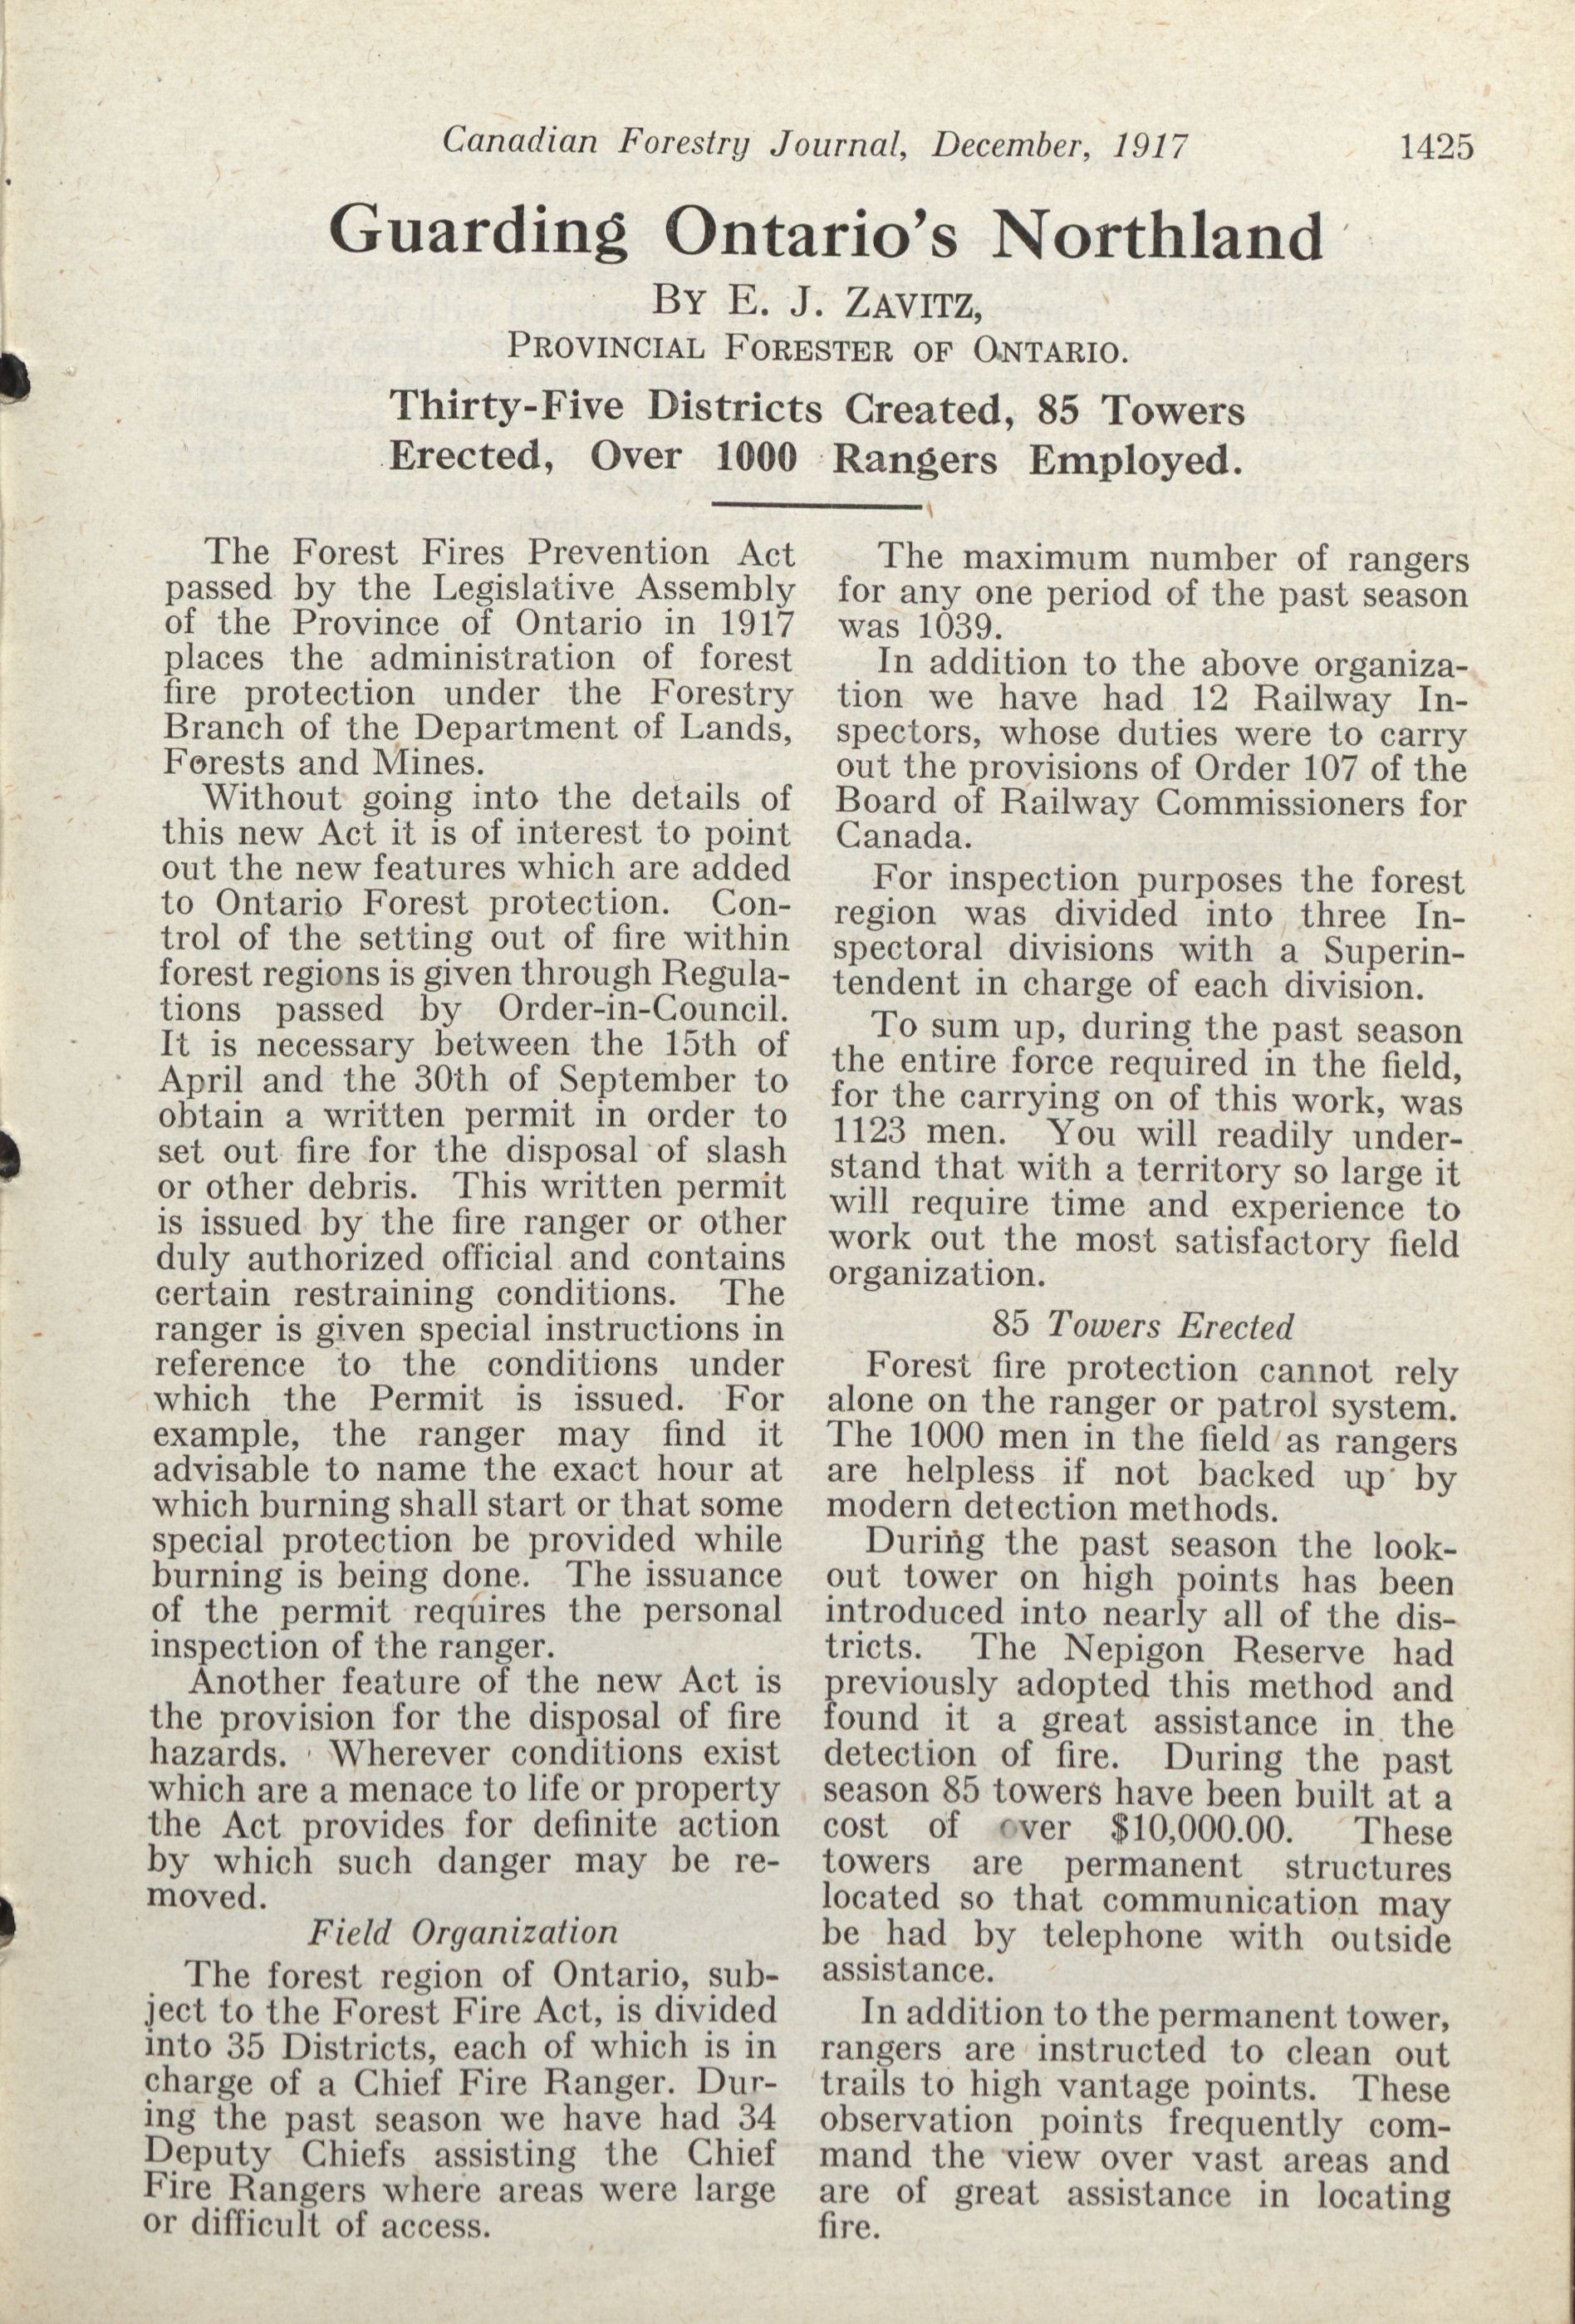 Canadian Forestry Journal, December, 1917 1425
Guarding Ontario's Northland
BY E. J. ZAVITZ,
PROVINCIAL FORESTER OF ONTARIO.
Thirty-Five Districts Created, 85 Towers
Erected, Over 1000 Rangers Employed.
The Forest Fires Prevention Act
passed by the Legislative Assembly
of the Province of Ontario in 1917
places the administration of forest
fire protection under the Forestry
Branch of the Department of Lands,
Forests and Mines.
Without going into the details of
this new Act it is of interest to point
out the new features which are added
to Ontario Forest protection. Con-
trol of the setting out of fire within
forest regions is given through Regula-
tions passed by Order-in-Council.
It is necessary between the 15th of
April and the 30th of September to
obtain a written permit in order to
set out fire for the disposal of slash
or other debris. This written permit
is issued by the fire ranger or other
duly authorized official and contains
certain restraining conditions. The
ranger is given special instructions in
reference to the conditions under
which the Permit is issued. For
example, the ranger may find it
advisable to name the exact hour at
which burning shall start or that some
special protection be provided while
burning is being done. The issuance
of the permit requires the personal
inspection of the ranger.
Another feature of the new Act is
the provision for the disposal of fire
hazards. Wherever conditions exist
which are a menace to life or property
the Act provides for definite action
by which such danger may be re-
moved.
Field Organization
The forest region of Ontario, sub-
ject to the Forest Fire Act, is divided
into 35 Districts, each of which is in
charge of a Chief Fire Ranger. Dur-
ing the past season we have had 34
Deputy Chiefs assisting the Chief
Fire Rangers where areas were large
or difficult of access.
The maximum number of rangers
for any one period of the past season
was 1039.
In addition to the above organiza-
tion we have had 12 Railway In-
spectors, whose duties were to carry
out the provisions of Order 107 of the
Board of Railway Commissioners for
Canada.
For inspection purposes the forest
region was divided into three In-
spectoral divisions with a Superin-
tendent in charge of each division.
To sum up, during the past season
the entire force required in the field,
for the carrying on of this work, was
1123 men. You will readily under-
stand that with a territory so large it
will require time and experience to
work out the most satisfactory field
organization.
85 Towers Erected
Forest fire protection cannot rely
alone on the ranger or patrol system.
The 1000 men in the field as rangers
are helpless if not backed up by
modern detection methods.
During the past season the look-
out tower on high points has been
introduced into nearly all of the dis-
tricts. The Nepigon Reserve had
previously adopted this method and
found it a great assistance in the
detection of fire. During the past
season 85 towers have been built at a
cost of over $10,000.00. These
towers are permanent structures
located so that communication may
be had by telephone with outside
assistance.
In addition to the permanent tower,
rangers are instructed to clean out
trails to high vantage points. These
observation points frequently com-
mand the view over vast areas and
are of great assistance in locating
fire.